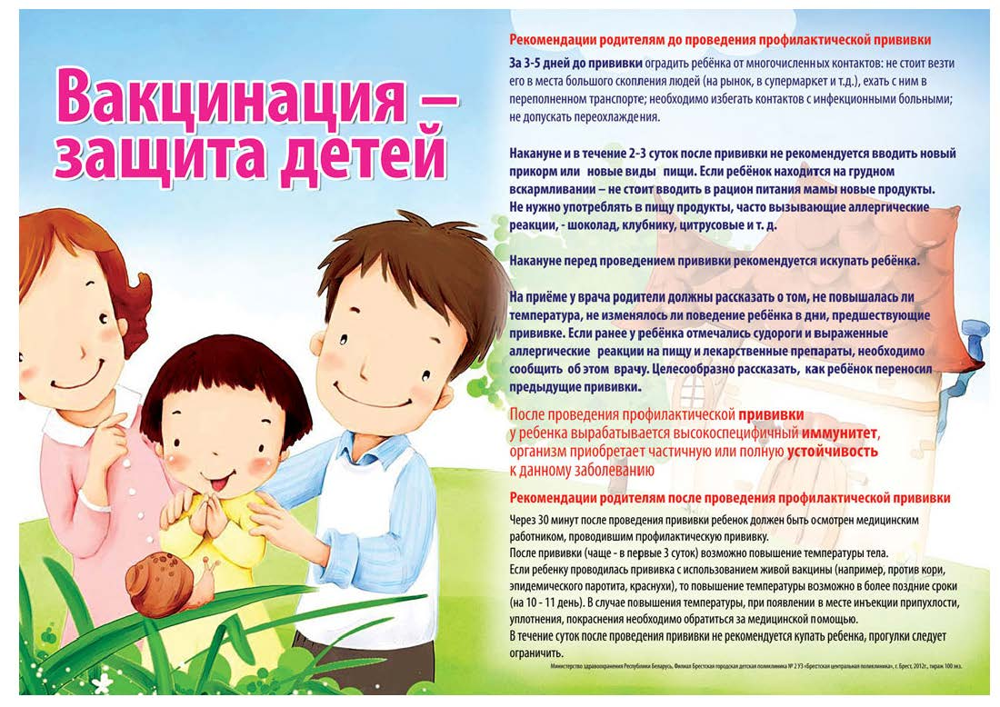 Вакцинация –
защита детей
Рекомендации родителям до проведения профилактической прививки
За 3-5 дней до прививки оградить ребёнка от многочисленных контактов: не стоит везти
его в места большого скопления людей (на рынок, в супермаркет и т.д.), ехать с ним в
переполненном транспорте; необходимо избегать контактов с инфекционными больными;
не допускать переохлаждения.
Накануне и в течение 2-3 суток после прививки не рекомендуется вводить новый
прикорм или новые виды пищи. Если ребёнок находится на грудном
вскармливании – не стоит вводить в рацион питания мамы новые продукты.
Не нужно употреблять в пищу продукты, часто вызывающие аллергические
реакции, - шоколад, клубнику, цитрусовые и т. д.
Накануне перед проведением прививки рекомендуется искупать ребёнка.
На приёме у врача родители должны рассказать о том, не повышалась ли
температура, не изменялось ли поведение ребёнка в дни, предшествующие
прививке. Если ранее у ребёнка отмечались судороги и выраженные
аллергические реакции на пищу и лекарственные препараты, необходимо
сообщить об этом врачу. Целесообразно рассказать, как ребёнок переносил
предыдущие прививки.
После проведения профилактической прививки
у ребенка вырабатывается высокоспецифичный иммунитет,
организм приобретает частичную или полную устойчивость
к данному заболеванию
Рекомендации родителям после проведения профилактической прививки
Через 30 минут после проведения прививки ребенок должен быть осмотрен медицинским
работником, проводившим профилактическую прививку.
После прививки (чаще - в первые 3 суток) возможно повышение температуры тела.
Если ребенку проводилась прививка с использованием живой вакцины (например, против кори,
эпидемического паротита, краснухи), то повышение температуры возможно в более поздние сроки
(на 10 - 11 день). В случае повышения температуры, при появлении в месте инъекции припухлости,
уплотнения, покраснения необходимо обратиться за медицинской помощью.
В течение суток после проведения прививки не рекомендуется купать ребенка, прогулки следует
ограничить.
Министерство здравоохранения Республики Беларусь, Филиал Брестская городская детская поликлиника № 2 УЗ «Брестская центральная поликлиника», г. Брест, 2012г., тираж 100 экз.